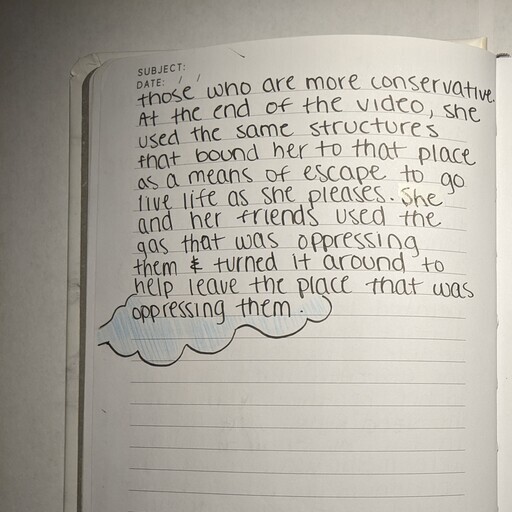 SUBJECT:
DATE: / /
those who are more conservative.
At the end of the video, she
used the same structures
that bound her to that place
as a means of escape to go
live life as she pleases. She
and her friends used the
gas that was oppressing
them & turned it around to
help leave the place that was
oppressing them.